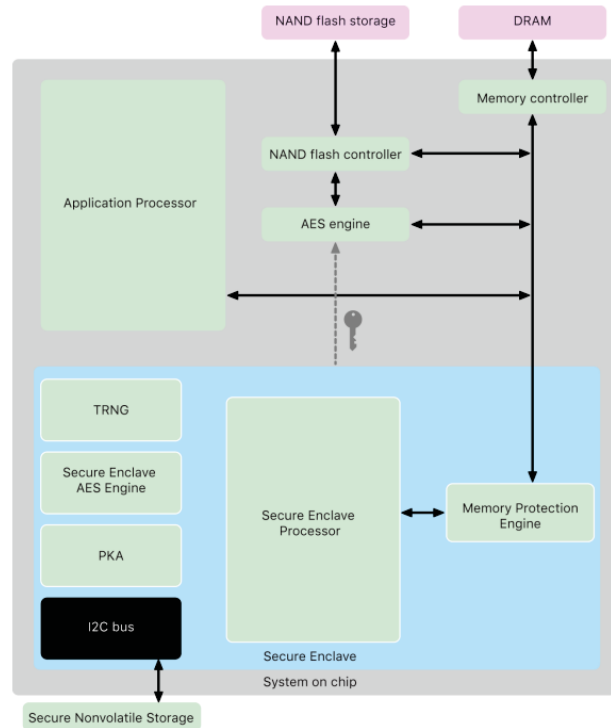 NAND flash storage
DRAM
Memory controller
NAND flash controller
Application Processor
AES engine
TRNG
Secure Enclave
AES Engine
PKA
I2C bus
Secure Enclave
Processor
Memory Protection
Engine
Secure Enclave
System on chip
Secure Nonvolatile Storage